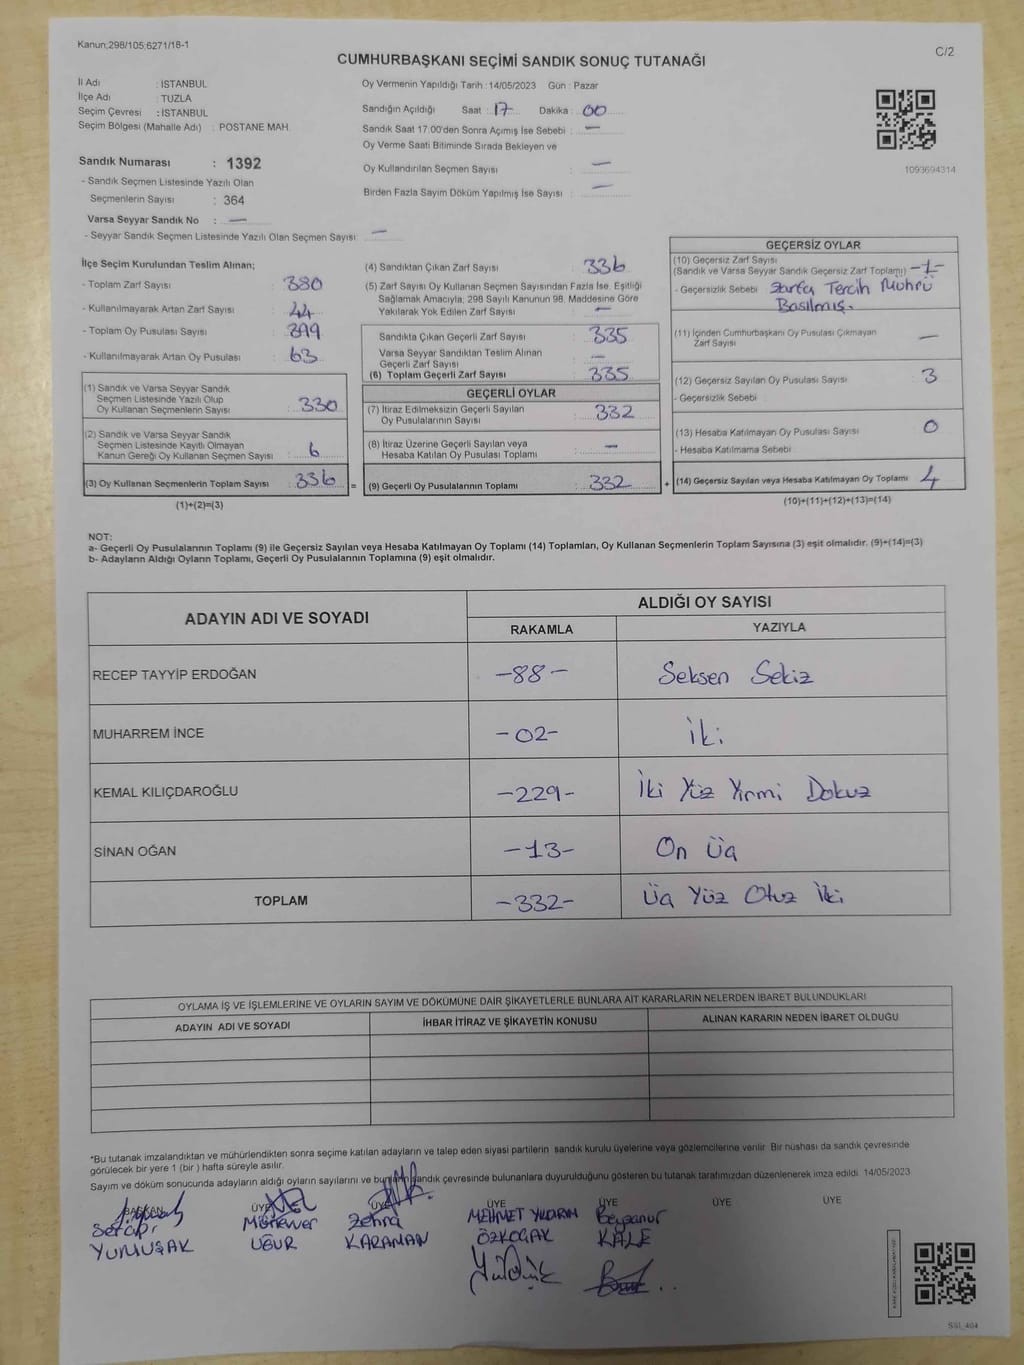 Kanun;298/105;6271/18-1
C/2
CUMHURBAŞKANI SEÇİMİ SANDIK SONUÇ TUTANAĞI
İl Adı : İSTANBUL
İlçe Adı : TUZLA
Seçim Çevresi : İSTANBUL
Seçim Bölgesi (Mahalle Adı) : POSTANE MAH.
Oy Vermenin Yapıldığı Tarih : 14/05/2023 Gün : Pazar
Sandığın Açıldığı Saat : 17 Dakika : 00
Sandık Saat 17:00'den Sonra Açımış İse Sebebi : —
Oy Verme Saati Bitiminde Sırada Bekleyen ve
Oy Kullandırılan Seçmen Sayısı : —
Birden Fazla Sayım Döküm Yapılmış İse Sayısı : —
1093694314
Sandık Numarası : 1392
- Sandık Seçmen Listesinde Yazılı Olan
Seçmenlerin Sayısı : 364
Varsa Seyyar Sandık No : —
- Seyyar Sandık Seçmen Listesinde Yazılı Olan Seçmen Sayısı: —
İlçe Seçim Kurulundan Teslim Alınan;
- Toplam Zarf Sayısı : 380
- Kullanılmayarak Artan Zarf Sayısı : 44
- Toplam Oy Pusulası Sayısı : 399
- Kullanılmayarak Artan Oy Pusulası : 63
(1) Sandık ve Varsa Seyyar Sandık
Seçmen Listesinde Yazılı Olup
Oy Kullanan Seçmenlerin Sayısı : 330
(2) Sandık ve Varsa Seyyar Sandık
Seçmen Listesinde Kayıtlı Olmayan
Kanun Gereği Oy Kullanan Seçmen Sayısı : 6
(3) Oy Kullanan Seçmenlerin Toplam Sayısı : 336
(1)+(2)=(3)
(4) Sandıktan Çıkan Zarf Sayısı : 336
(5) Zarf Sayısı Oy Kullanan Seçmen Sayısından Fazla İse, Eşitliği
Sağlamak Amacıyla; 298 Sayılı Kanunun 98. Maddesine Göre
Yakılarak Yok Edilen Zarf Sayısı : —
Sandıkta Çıkan Geçerli Zarf Sayısı : 335
Varsa Seyyar Sandıktan Teslim Alınan
Geçerli Zarf Sayısı : —
(6) Toplam Geçerli Zarf Sayısı : 335
GEÇERLİ OYLAR
(7) İtiraz Edilmeksizin Geçerli Sayılan
Oy Pusulalarının Sayısı : 332
(8) İtiraz Üzerine Geçerli Sayılan veya
Hesaba Katılan Oy Pusulası Toplamı : —
= (9) Geçerli Oy Pusulalarının Toplamı : 332 +
GEÇERSİZ OYLAR
(10) Geçersiz Zarf Sayısı
(Sandık ve Varsa Seyyar Sandık Geçersiz Zarf Toplamı) -1-
- Geçersizlik Sebebi Zarfa Tercih Mührü
Basılmış.
(11) İçinden Cumhurbaşkanı Oy Pusulası Çıkmayan
Zarf Sayısı : —
(12) Geçersiz Sayılan Oy Pusulası Sayısı : 3
- Geçersizlik Sebebi
(13) Hesaba Katılmayan Oy Pusulası Sayısı : 0
- Hesaba Katılmama Sebebi
(14) Geçersiz Sayılan veya Hesaba Katılmayan Oy Toplamı 4
(10)+(11)+(12)+(13)=(14)
NOT:
a- Geçerli Oy Pusulalarının Toplamı (9) ile Geçersiz Sayılan veya Hesaba Katılmayan Oy Toplamı (14) Toplamları, Oy Kullanan Seçmenlerin Toplam Sayısına (3) eşit olmalıdır. (9)+(14)=(3)
b- Adayların Aldığı Oyların Toplamı, Geçerli Oy Pusulalarının Toplamına (9) eşit olmalıdır.
ADAYIN ADI VE SOYADI
ALDIĞI OY SAYISI
RAKAMLA YAZIYLA
RECEP TAYYİP ERDOĞAN -88- Seksen Sekiz
MUHARREM İNCE -02- İki
KEMAL KILIÇDAROĞLU -229- İki Yüz Yirmi Dokuz
SİNAN OĞAN -13- On Üç
TOPLAM -332- Üç Yüz Otuz İki
OYLAMA İŞ VE İŞLEMLERİNE VE OYLARIN SAYIM VE DÖKÜMÜNE DAİR ŞİKAYETLERLE BUNLARA AİT KARARLARIN NELERDEN İBARET BULUNDUKLARI
ADAYIN ADI VE SOYADI İHBAR İTİRAZ VE ŞİKAYETİN KONUSU ALINAN KARARIN NEDEN İBARET OLDUĞU
*Bu tutanak imzalandıktan ve mühürlendikten sonra seçime katılan adayların ve talep eden siyasi partilerin sandık kurulu üyelerine veya gözlemcilerine verilir. Bir nüshası da sandık çevresinde
görülecek bir yere 1 (bir) hafta süreyle asılır.
Sayım ve döküm sonucunda adayların aldığı oyların sayılarını ve bunların sandık çevresinde bulunanlara duyurulduğunu gösteren bu tutanak tarafımızdan düzenlenerek imza edildi. 14/05/2023
BAŞKAN ÜYE ÜYE ÜYE ÜYE ÜYE ÜYE
Serap Münevver Zehra MEHMET YILDIRIM Beyzanur
YUMUŞAK UĞUR KARAMAN ÖZKOÇAK KALE